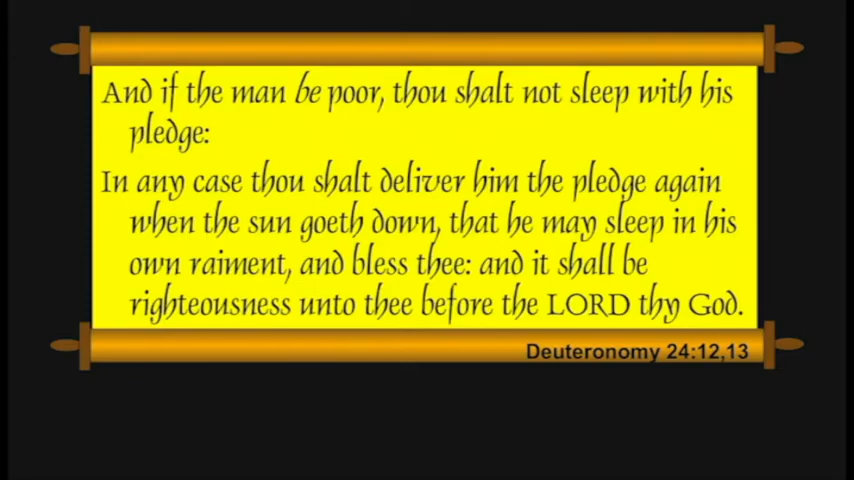 And if the man be poor, thou shalt not sleep with his
pledge:
In any case thou shalt deliver him the pledge again
when the sun goeth down, that he may sleep in his
own raiment, and bless thee: and it shall be
righteousness unto thee before the LORD thy God.
Deuteronomy 24:12,13